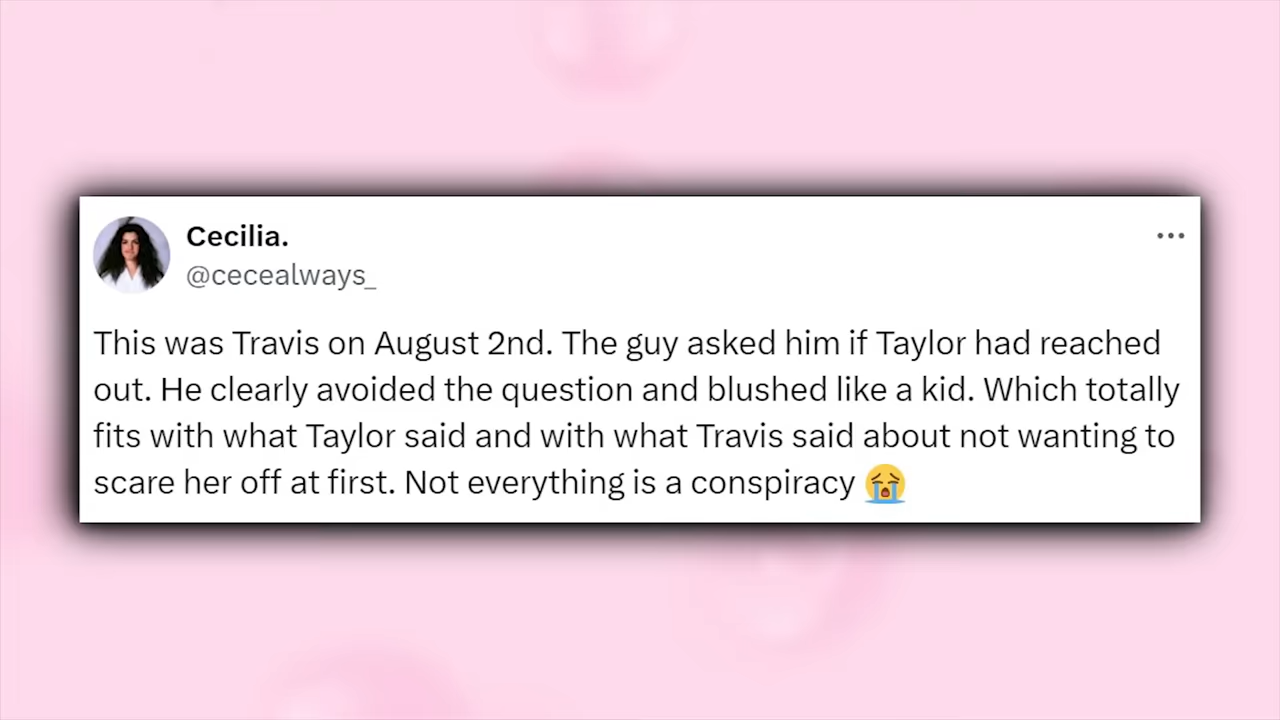 Cecilia.
@cecealways_
This was Travis on August 2nd. The guy asked him if Taylor had reached
out. He clearly avoided the question and blushed like a kid. Which totally
fits with what Taylor said and with what Travis said about not wanting to
scare her off at first. Not everything is a conspiracy 😭